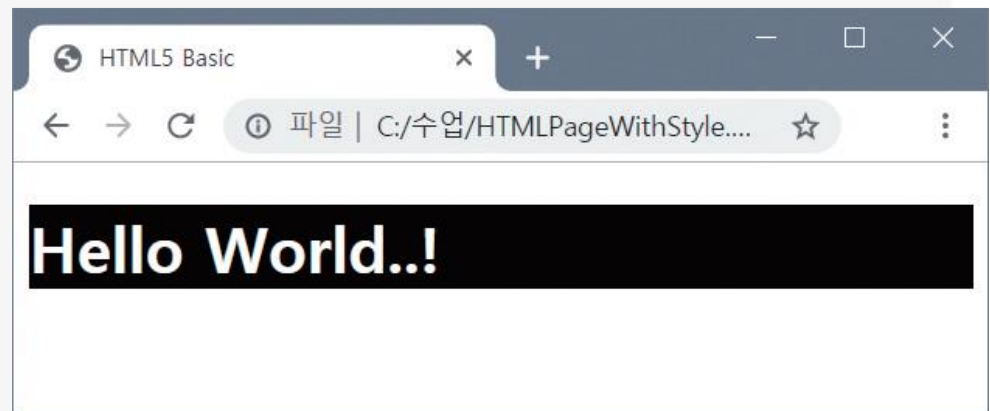 HTML5 Basic
파일 | C:/수업/HTMLPageWithStyle....
Hello World..!